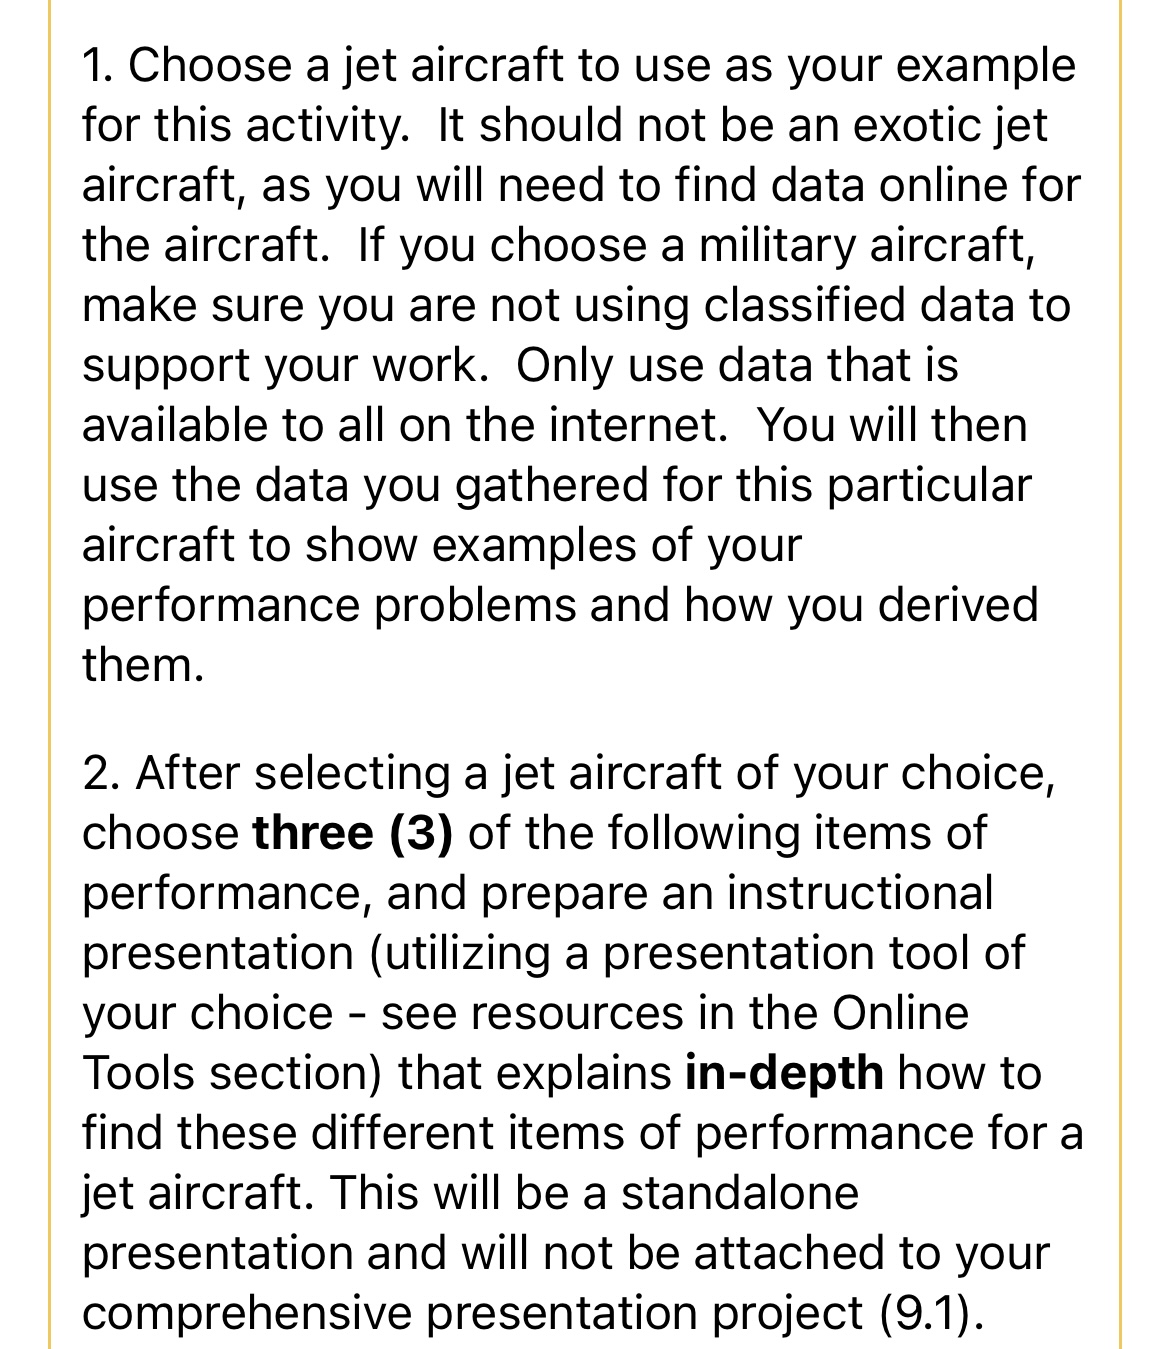 1. Choose a jet aircraft to use as your example
for this activity.  It should not be an exotic jet
aircraft, as you will need to find data online for
the aircraft.  If you choose a military aircraft,
make sure you are not using classified data to
support your work.  Only use data that is
available to all on the internet.  You will then
use the data you gathered for this particular
aircraft to show examples of your
performance problems and how you derived
them.
2. After selecting a jet aircraft of your choice,
choose three (3) of the following items of
performance, and prepare an instructional
presentation (utilizing a presentation tool of
your choice - see resources in the Online
Tools section) that explains in-depth how to
find these different items of performance for a
jet aircraft. This will be a standalone
presentation and will not be attached to your
comprehensive presentation project (9.1).